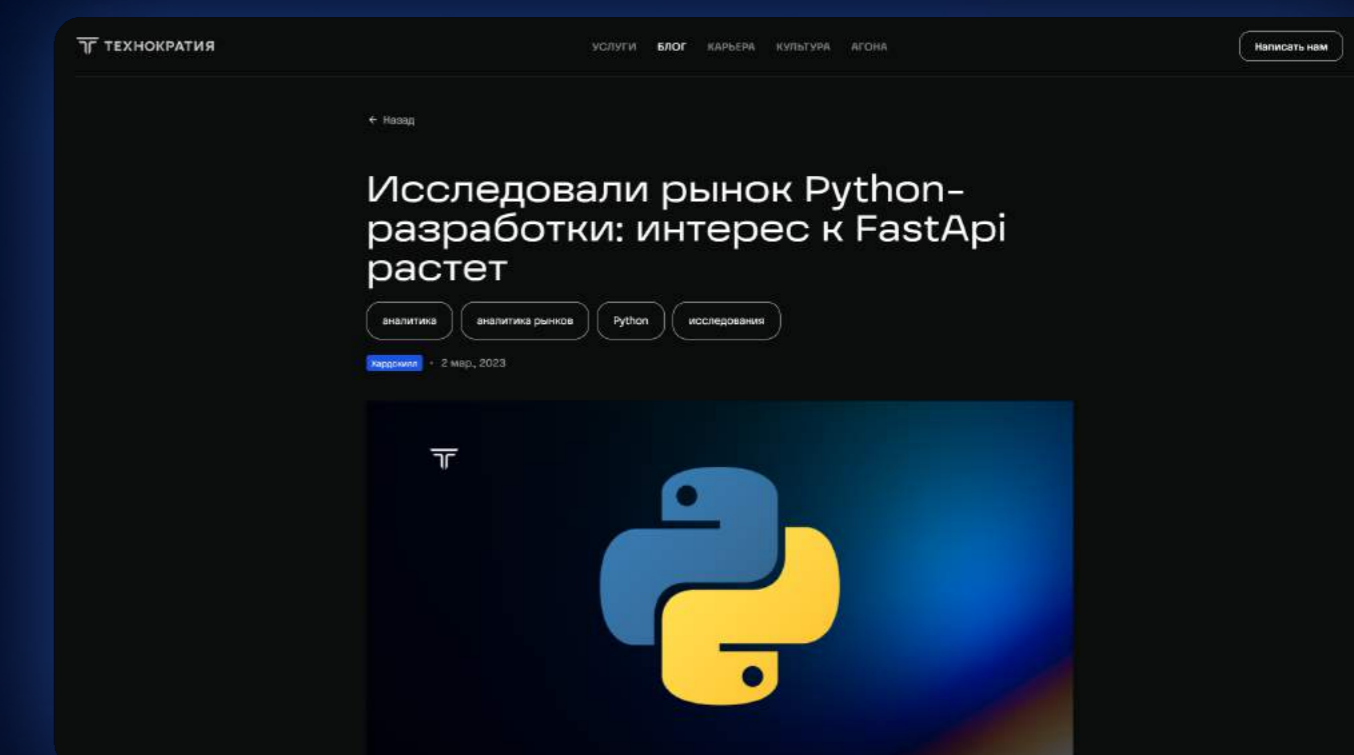 ТЕХНОКРАТИЯ
УСЛУГИ БЛОГ КАРЬЕРА КУЛЬТУРА АГОНА
Написать нам
← Назад
Исследовали рынок Python-
разработки: интерес к FastApi
растет
аналитика аналитика рынков Python исследования
Хардскилл • 2 мар., 2023